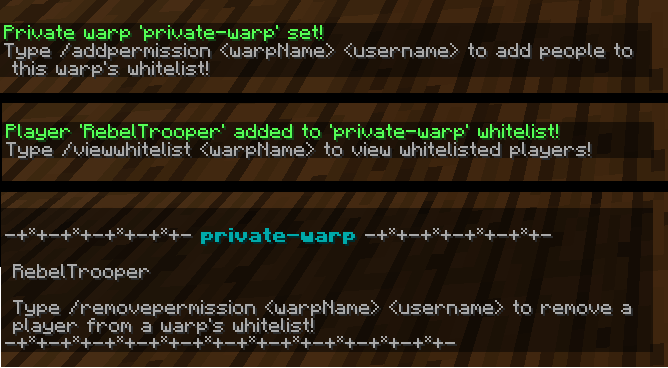 Private warp 'private-warp' set!
Type /addpermission <warpName> <username> to add people to
this warp's whitelist!
Player 'RebelTrooper' added to 'private-warp' whitelist!
Type /viewwhitelist <warpName> to view whitelisted players!
-+*+-+*+-+*+-+*+- private-warp -+*+-+*+-+*+-+*+-
RebelTrooper
Type /removepermission <warpName> <username> to remove a
player from a warp's whitelist!
-+*+-+*+-+*+-+*+-+*+-+*+-+*+-+*+-+*+-+*+-